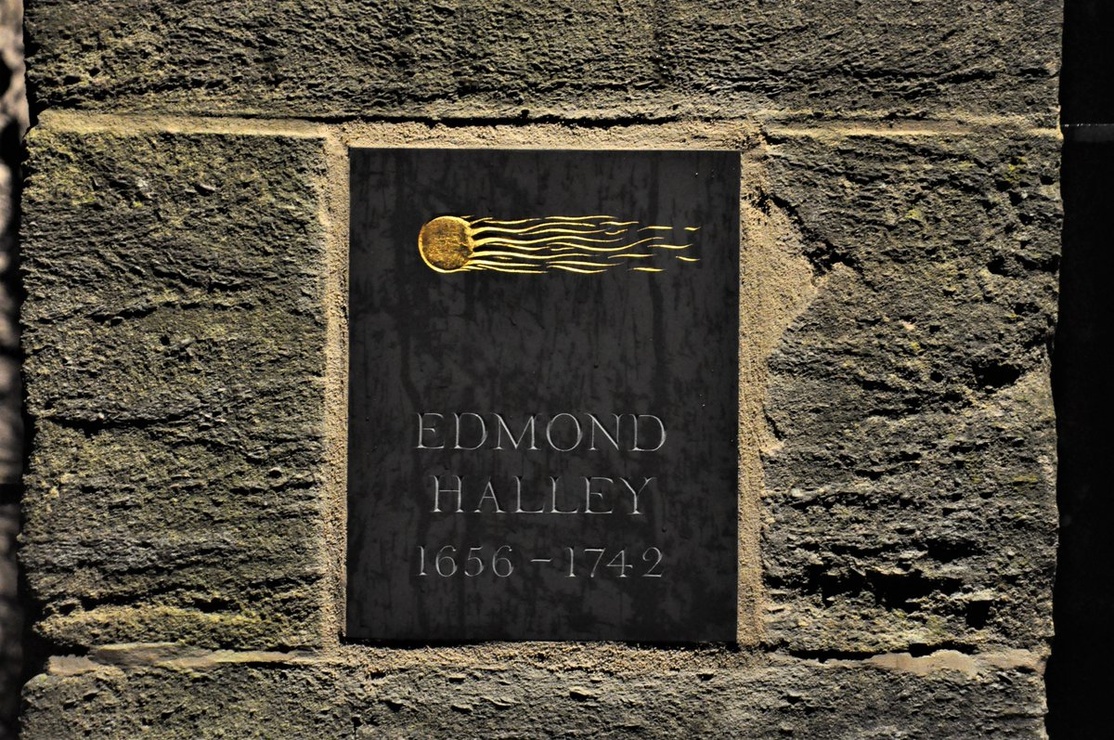 EDMOND
HALLEY
1656 – 1742